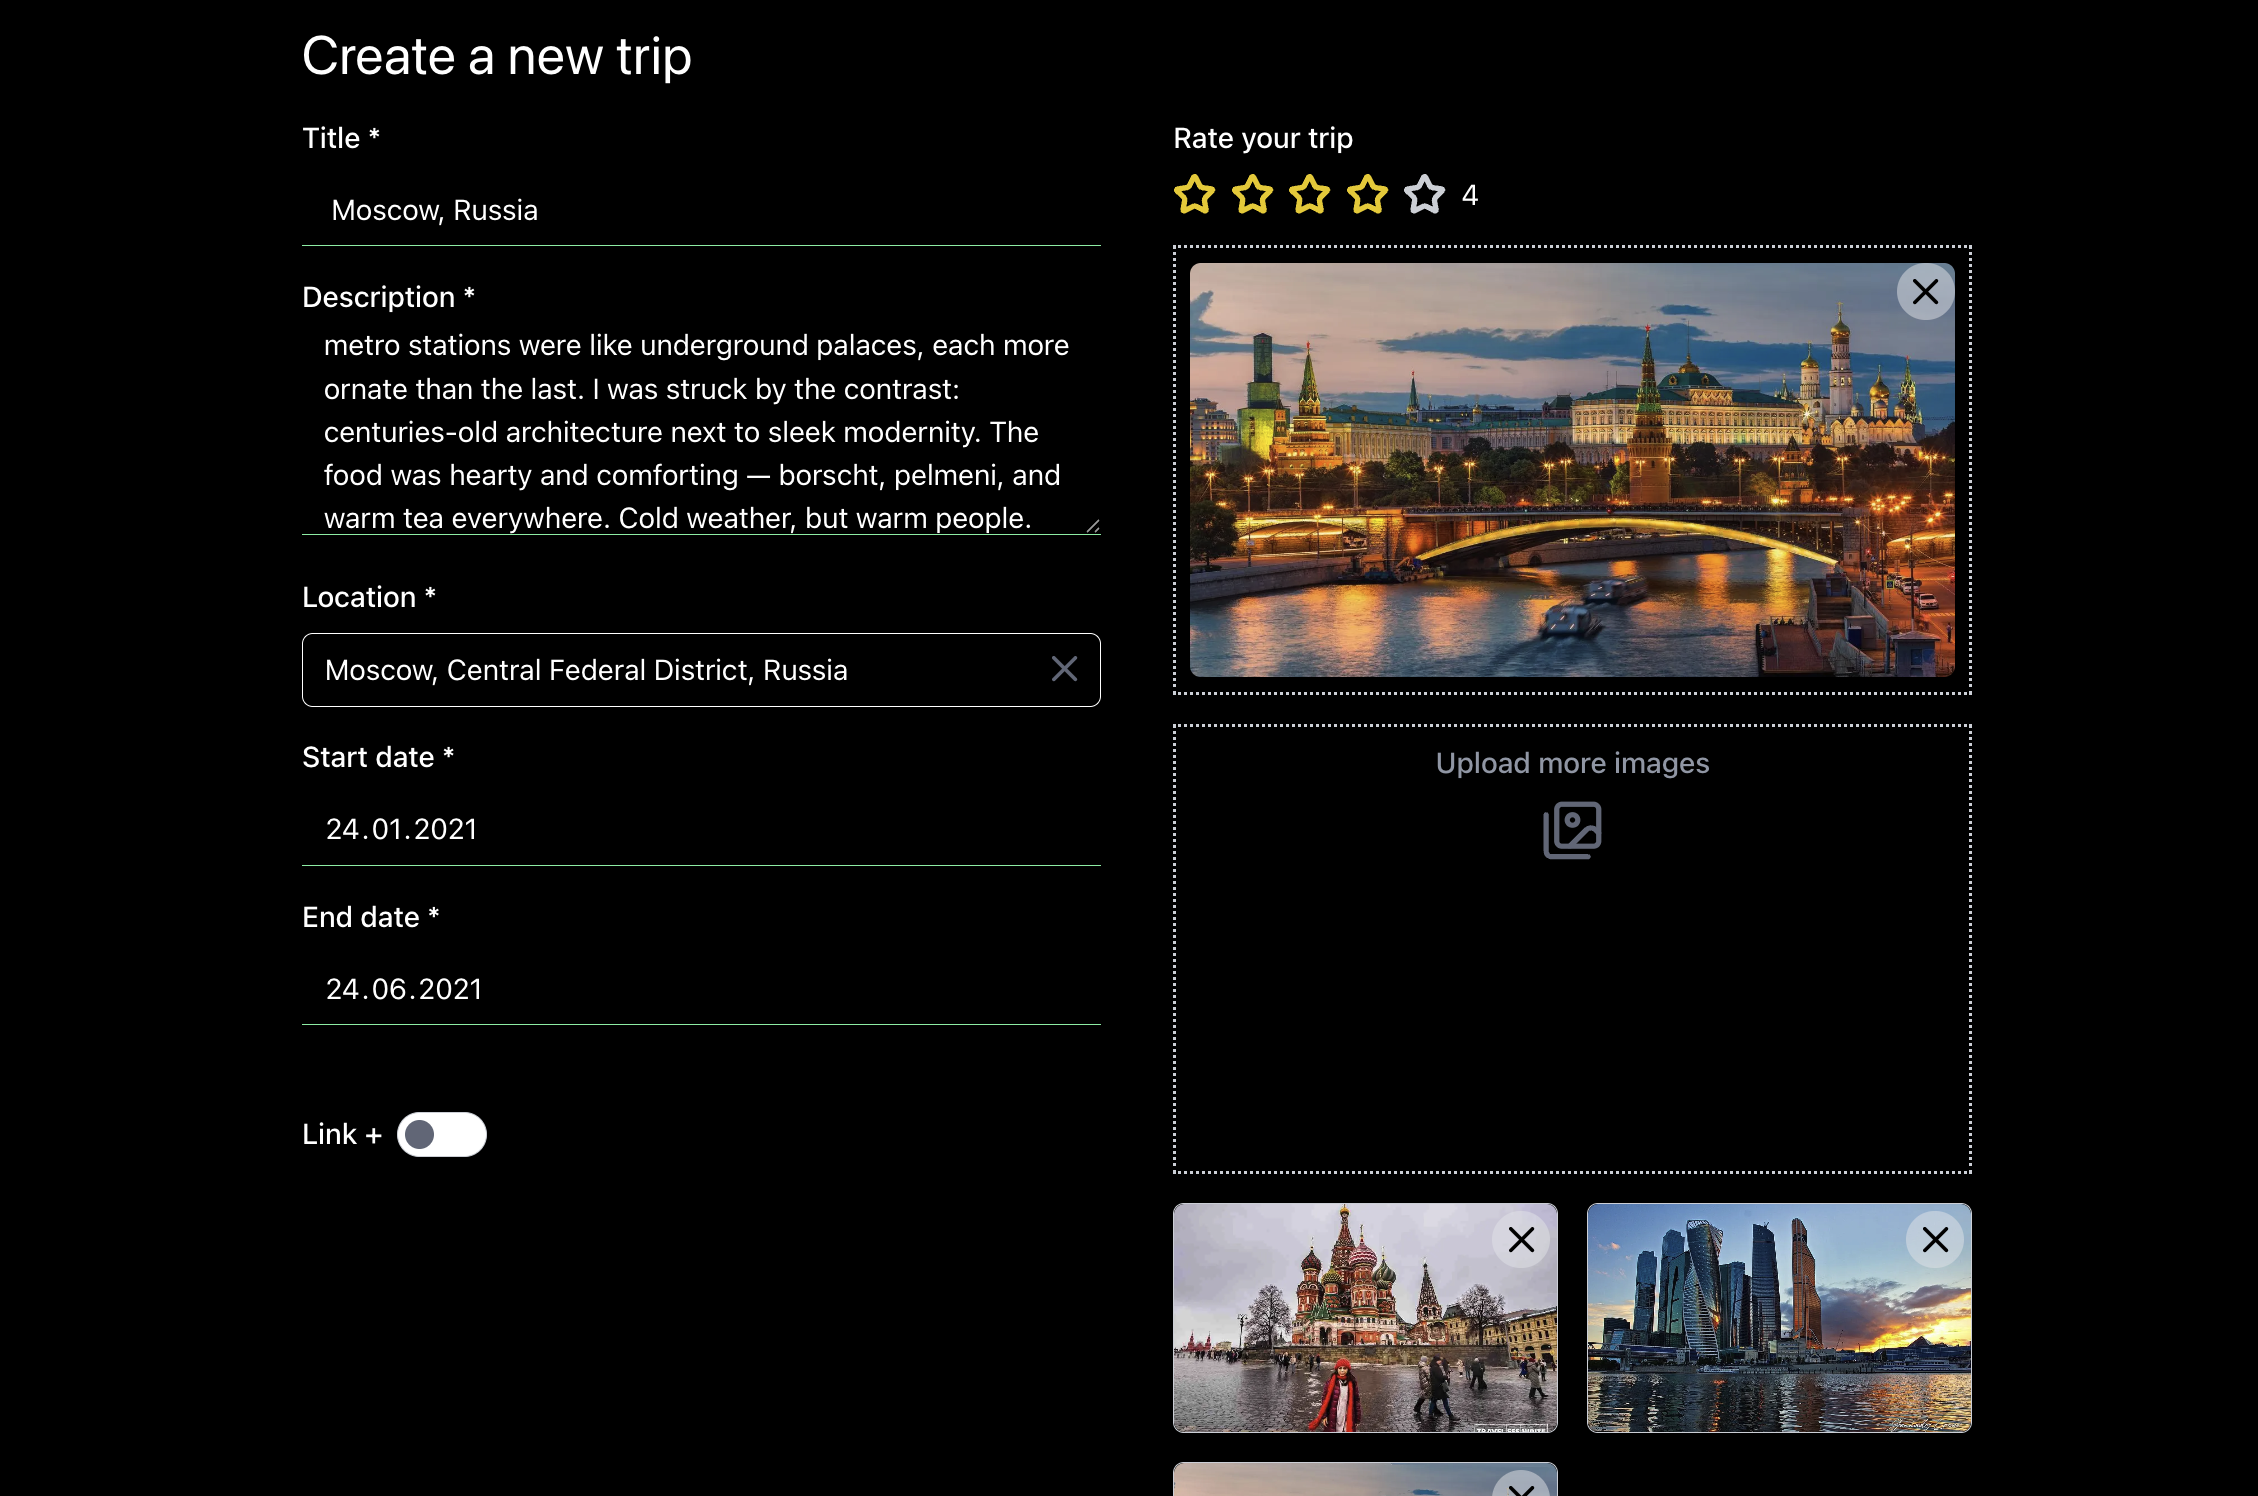 Create a new trip
Title *
Moscow, Russia
Description *
metro stations were like underground palaces, each more
ornate than the last. I was struck by the contrast:
centuries-old architecture next to sleek modernity. The
food was hearty and comforting — borscht, pelmeni, and
warm tea everywhere. Cold weather, but warm people.
Location *
Moscow, Central Federal District, Russia
Start date *
24.01.2021
End date *
24.06.2021
Link +
Rate your trip
4
Upload more images